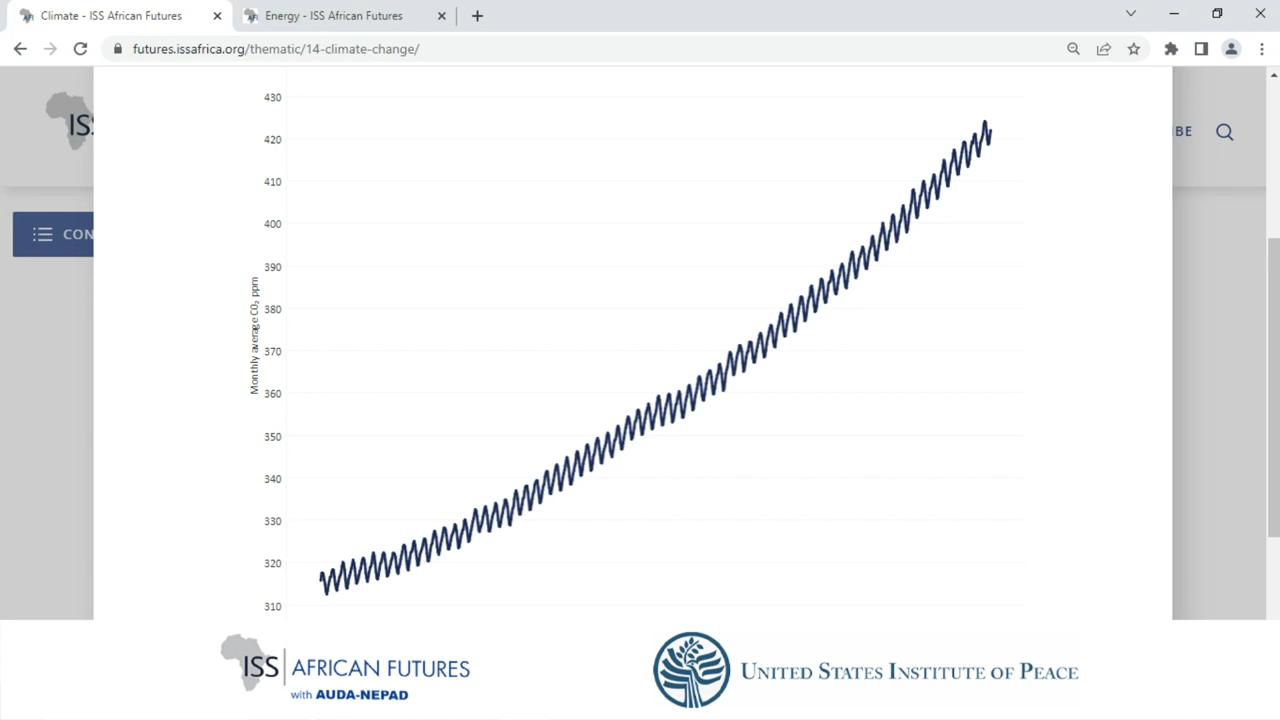 Climate - ISS African Futures
Energy - ISS African Futures
futures.issafrica.org/thematic/14-climate-change/
ISS
IBE
CON
Monthly average CO₂ ppm
430
420
410
400
390
380
370
360
350
340
330
320
310
ISS AFRICAN FUTURES
with AUDA-NEPAD
UNITED STATES INSTITUTE OF PEACE